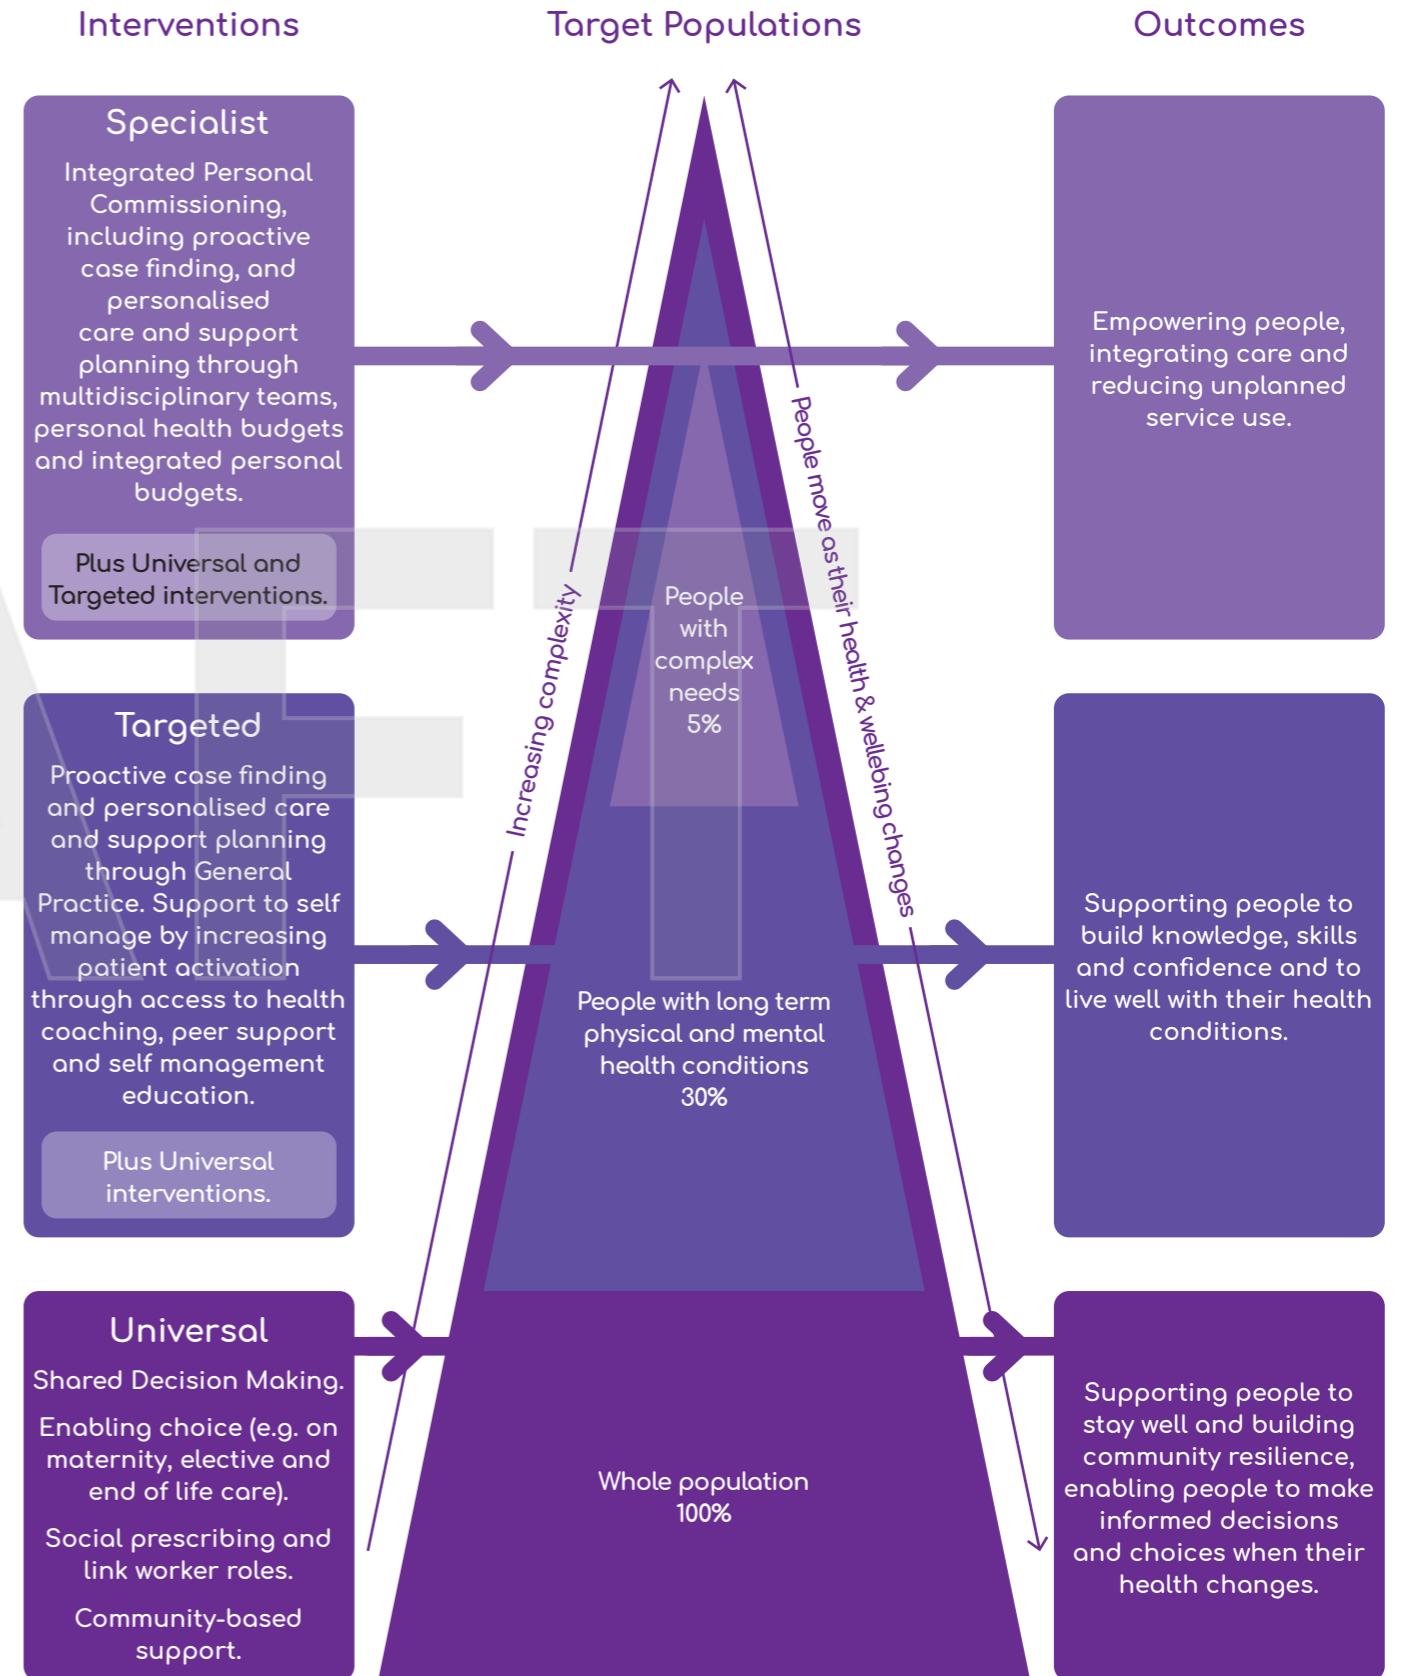 Interventions
Target Populations
Outcomes
Specialist
Integrated Personal
Commissioning,
including proactive
case finding, and
personalised
care and support
planning through
multidisciplinary teams,
personal health budgets
and integrated personal
budgets.
Plus Universal and
Targeted interventions.
Targeted
Proactive case finding
and personalised care
and support planning
through General
Practice. Support to self
manage by increasing
patient activation
through access to health
coaching, peer support
and self management
education.
Plus Universal
interventions.
Universal
Shared Decision Making.
Enabling choice (e.g. on
maternity, elective and
end of life care).
Social prescribing and
link worker roles.
Community-based
support.
Increasing complexity
People
with
complex
needs
5%
People with long term
physical and mental
health conditions
30%
Whole population
100%
People move as their health & wellebing changes
Empowering people,
integrating care and
reducing unplanned
service use.
Supporting people to
build knowledge, skills
and confidence and to
live well with their health
conditions.
Supporting people to
stay well and building
community resilience,
enabling people to make
informed decisions
and choices when their
health changes.
AFT